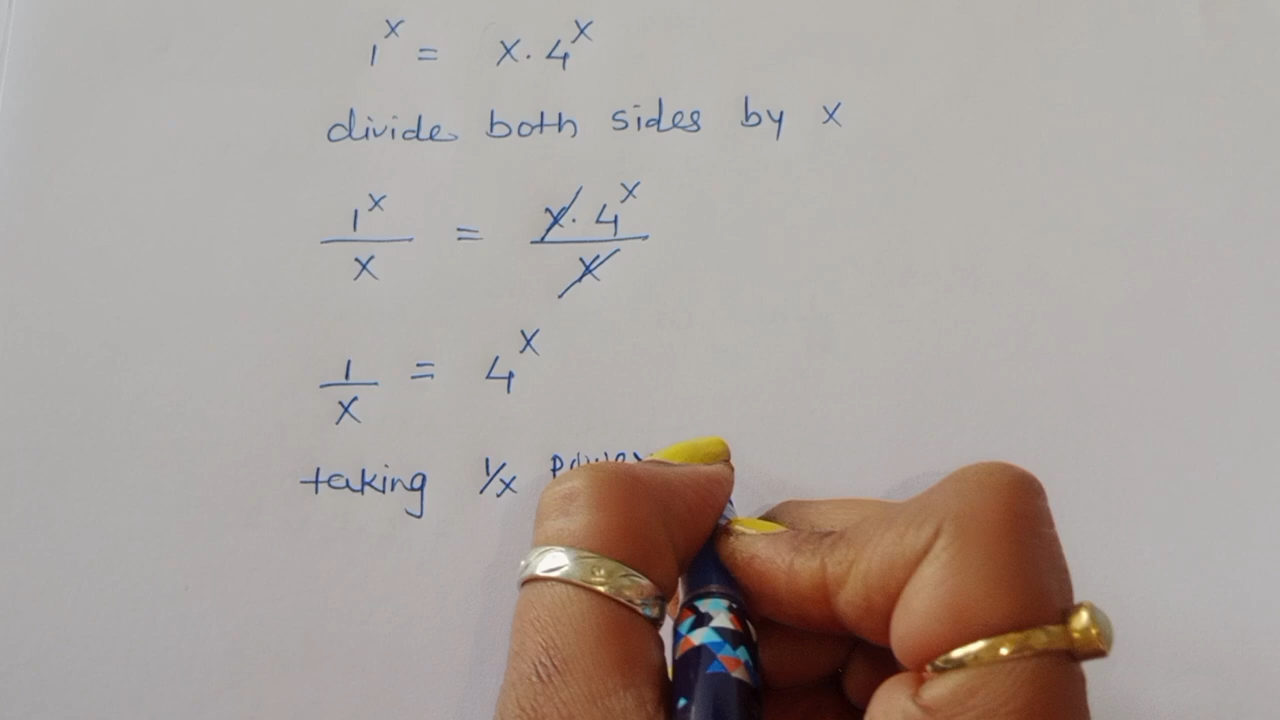 1^x = x · 4^x
divide both sides by x
1^x / x = x · 4^x / x
1 / x = 4^x
taking 1/x